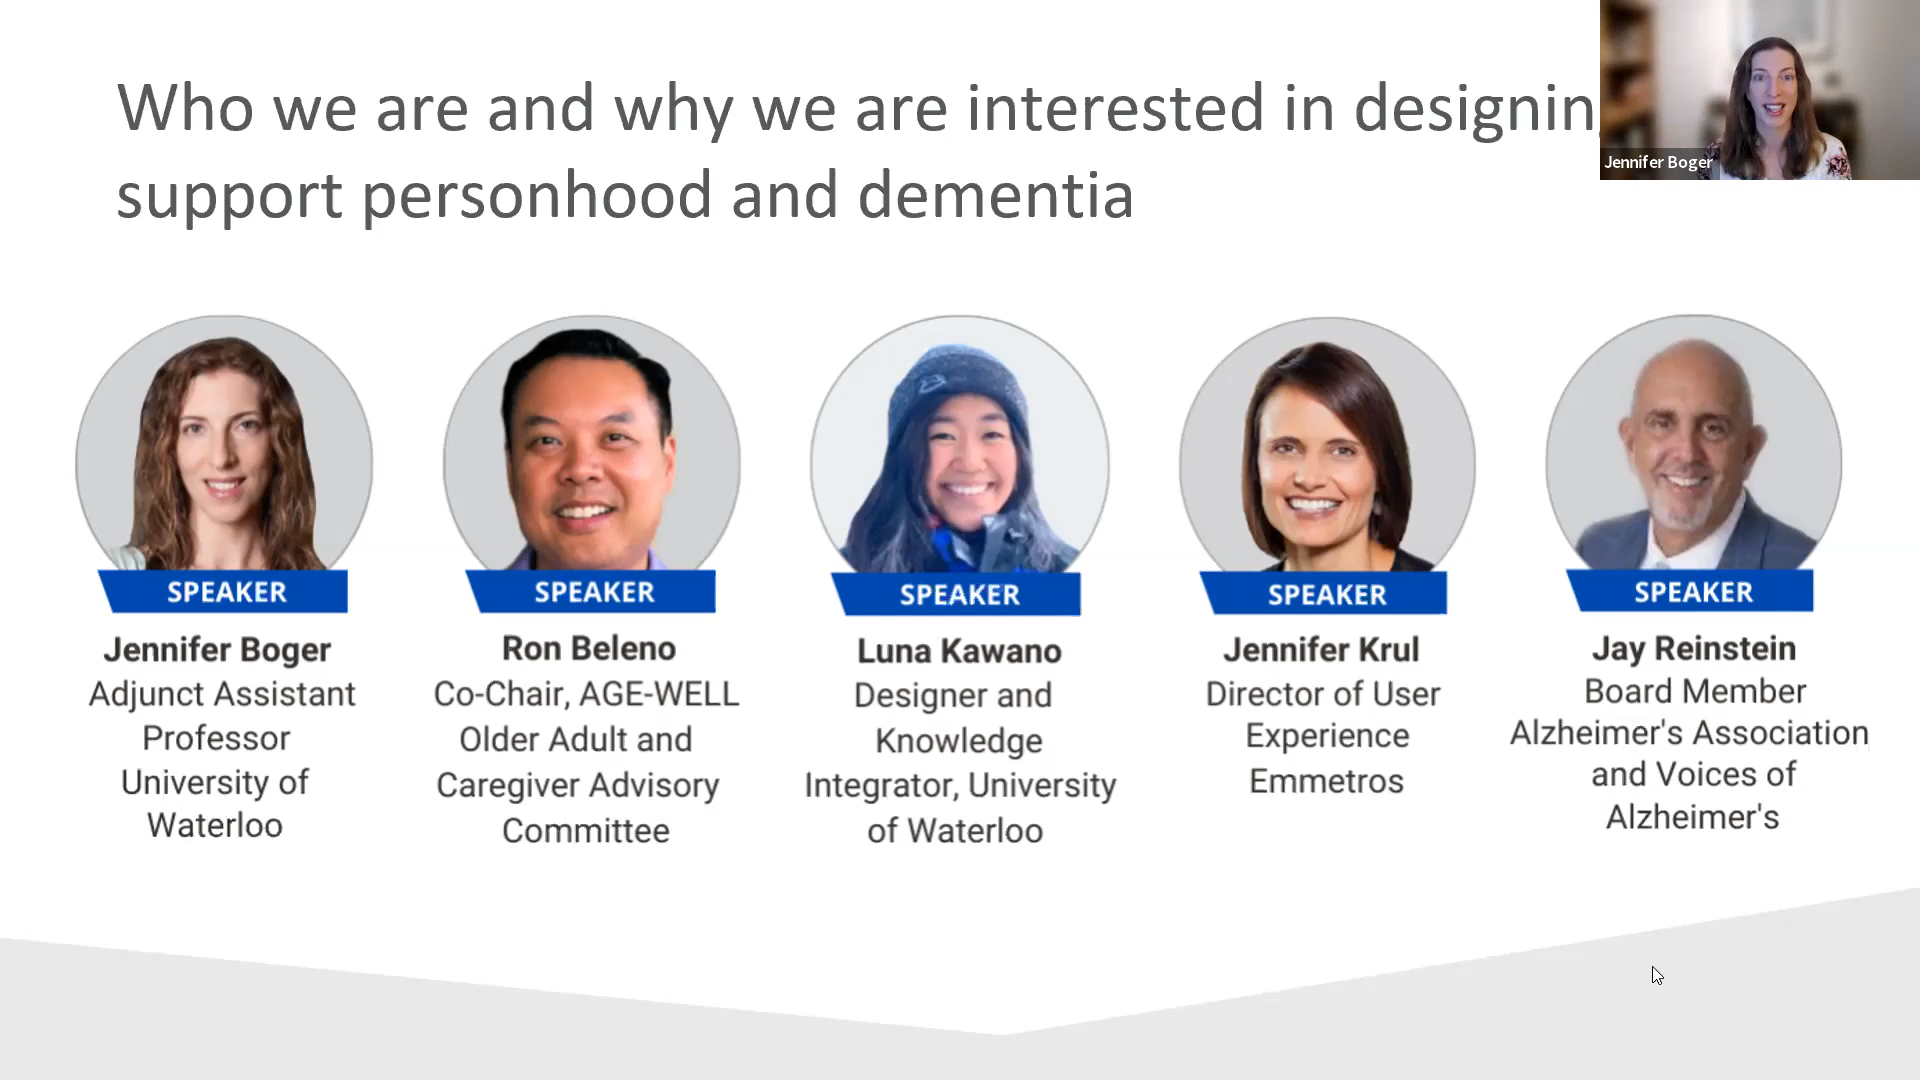 Who we are and why we are interested in designin
support personhood and dementia
Jennifer Boger
SPEAKER
Jennifer Boger
Adjunct Assistant
Professor
University of
Waterloo
SPEAKER
Ron Beleno
Co-Chair, AGE-WELL
Older Adult and
Caregiver Advisory
Committee
SPEAKER
Luna Kawano
Designer and
Knowledge
Integrator, University
of Waterloo
SPEAKER
Jennifer Krul
Director of User
Experience
Emmetros
SPEAKER
Jay Reinstein
Board Member
Alzheimer's Association
and Voices of
Alzheimer's